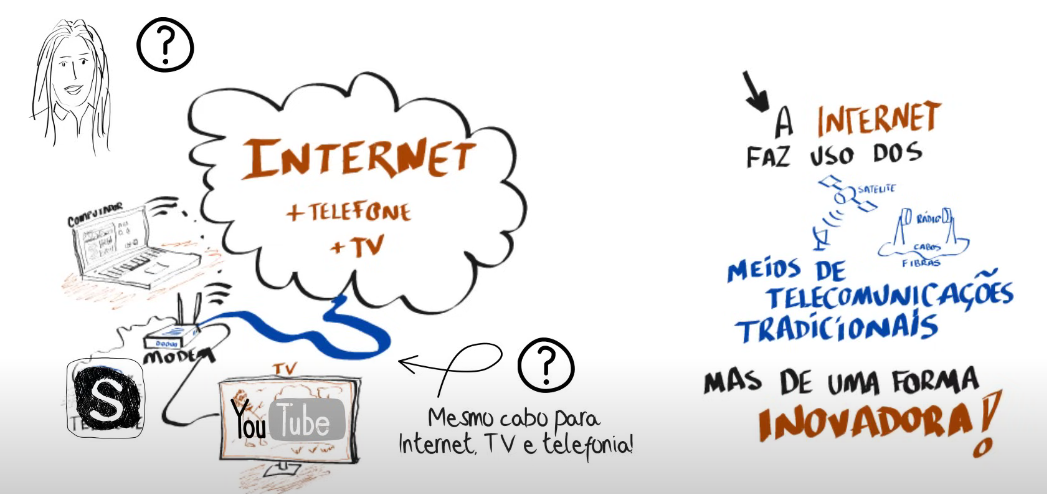 ?
INTERNET
+ TELEFONE
+ TV
COMPUTADOR
MODEM
S
TV
YouTube
?
Mesmo cabo para
Internet, TV e telefonia!
A INTERNET
FAZ USO DOS
SATELITE
RÁDIO
CABOS
FIBRAS
MEIOS DE
TELECOMUNICAÇÕES
TRADICIONAIS
MAS DE UMA FORMA
INOVADORA!